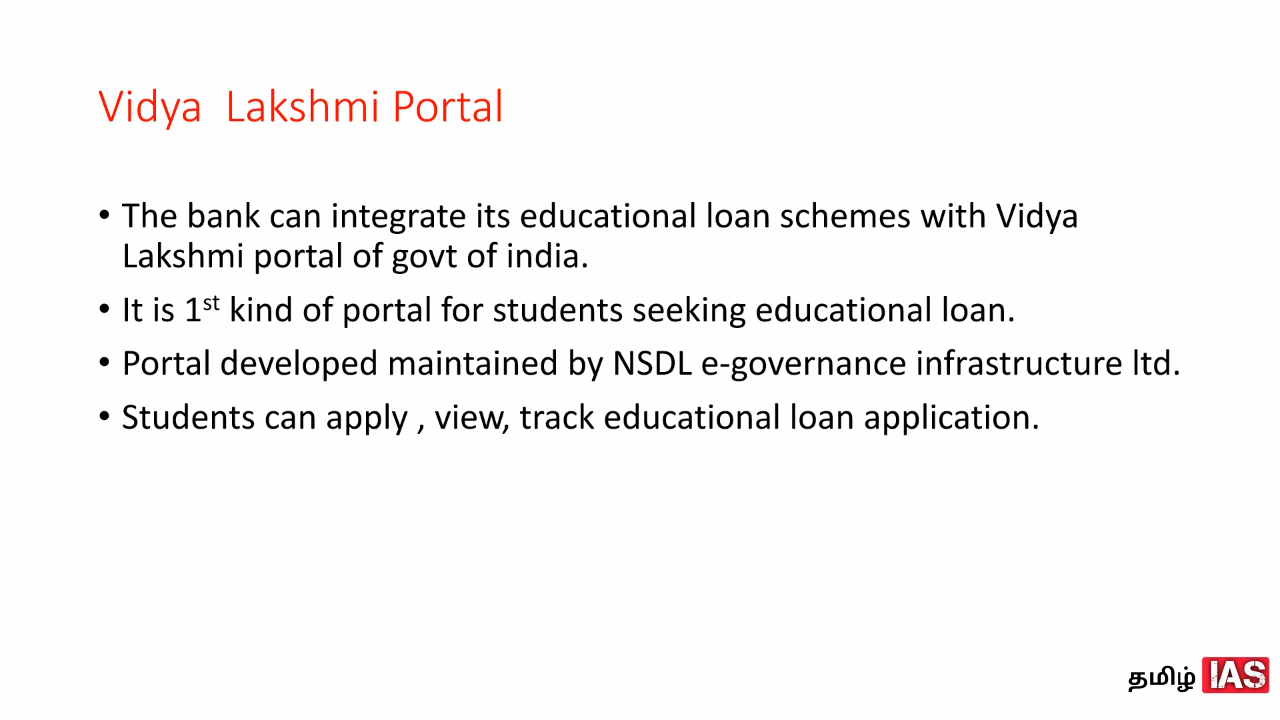 Vidya  Lakshmi Portal
• The bank can integrate its educational loan schemes with Vidya
Lakshmi portal of govt of india.
• It is 1st kind of portal for students seeking educational loan.
• Portal developed maintained by NSDL e-governance infrastructure ltd.
• Students can apply , view, track educational loan application.
தமிழ் IAS